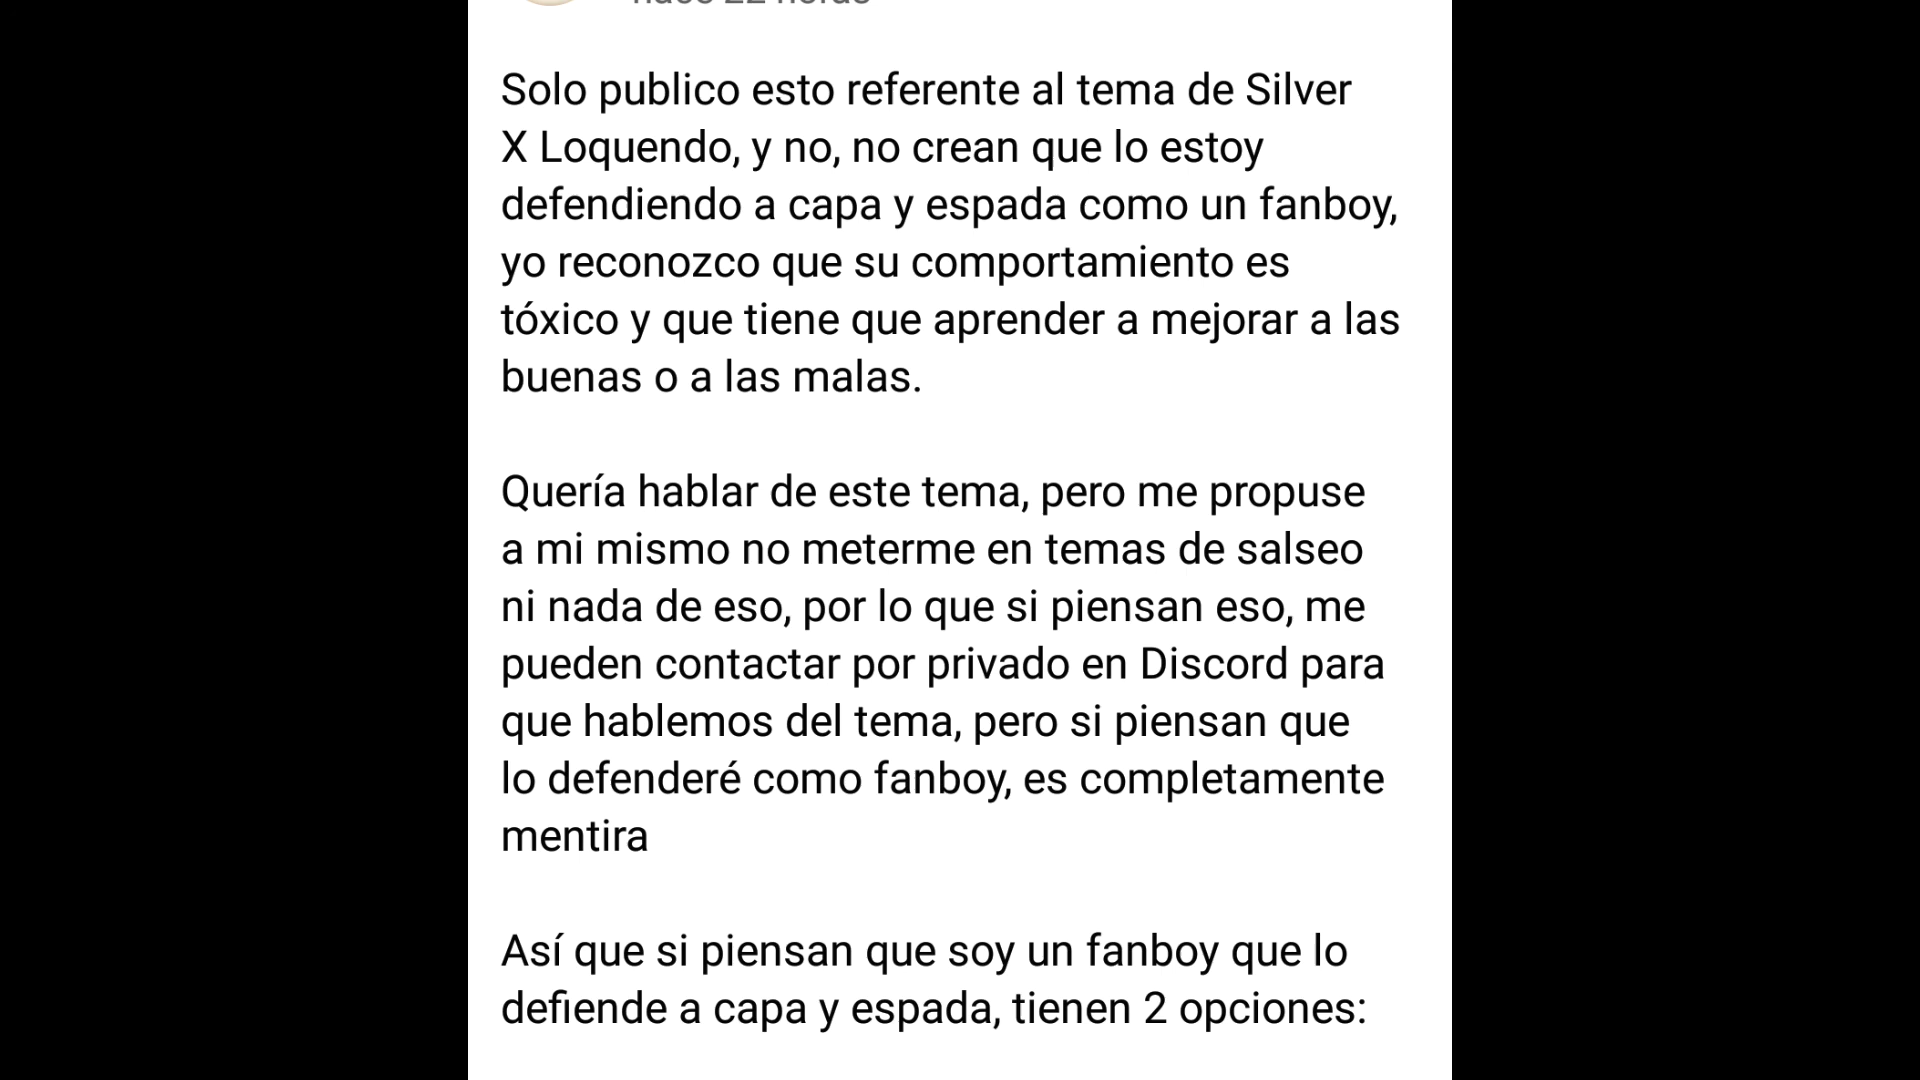 hace 22 horas
Solo publico esto referente al tema de Silver
X Loquendo, y no, no crean que lo estoy
defendiendo a capa y espada como un fanboy,
yo reconozco que su comportamiento es
tóxico y que tiene que aprender a mejorar a las
buenas o a las malas.
Quería hablar de este tema, pero me propuse
a mi mismo no meterme en temas de salseo
ni nada de eso, por lo que si piensan eso, me
pueden contactar por privado en Discord para
que hablemos del tema, pero si piensan que
lo defenderé como fanboy, es completamente
mentira
Así que si piensan que soy un fanboy que lo
defiende a capa y espada, tienen 2 opciones: